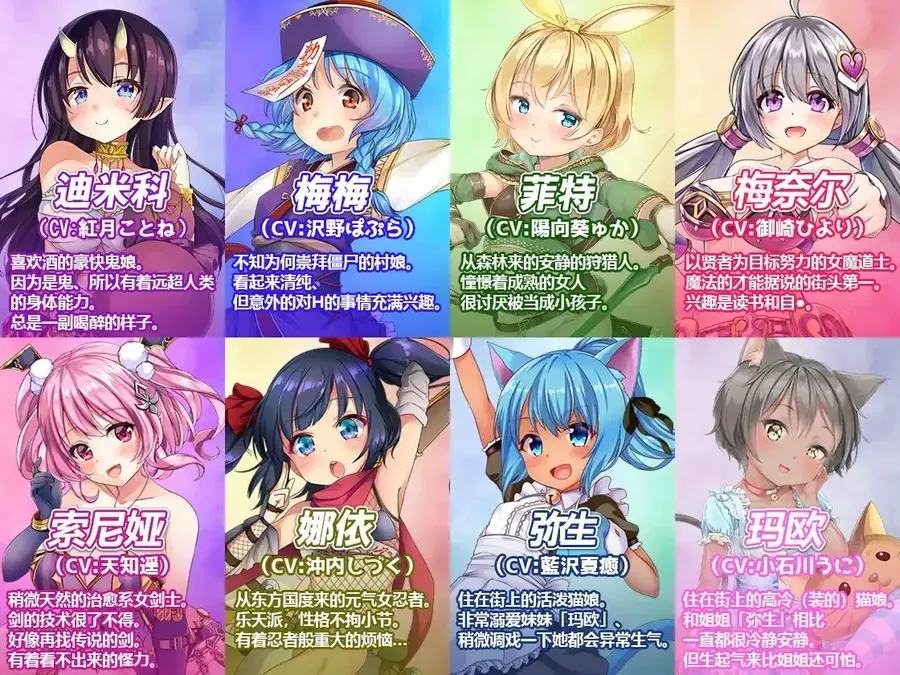 迪米科
(CV:紅月ことね)
喜欢酒的豪快鬼娘。
因为是鬼、所以有着远超人类
的身体能力。
总是一副喝醉的样子。
梅梅
(CV:沢野ぽぷら)
不知为何崇拜僵尸的村娘。
看起来清纯、
但意外的对H的事情充满兴趣。
菲特
(CV:陽向葵ゅか)
从森林来的安静的狩猎人。
憧憬着成熟的女人
很讨厌被当成小孩子。
梅奈尔
(CV:御崎ひより)
以贤者为目标努力的女魔道士。
魔法的才能据说的街头第一。
兴趣是读书和自●。
索尼娅
(CV:天知遥)
稍微天然的治愈系女剑士。
剑的技术很了不得。
好像再找传说的剑。
有着看不出来的怪力。
娜依
(CV:沖内しづく)
从东方国度来的元气女忍者。
乐天派，性格不拘小节。
有着忍者般重大的烦恼...
弥生
(CV:藍沢夏癒)
住在街上的活泼猫娘。
非常溺爱妹妹「玛欧」、
稍微调戏一下她都会异常生气。
玛欧
(CV:小石川うに)
住在街上的高冷（装的）猫娘。
和姐姐「弥生」相比
一直都很冷静安静。
但生起气来比姐姐还可怕。